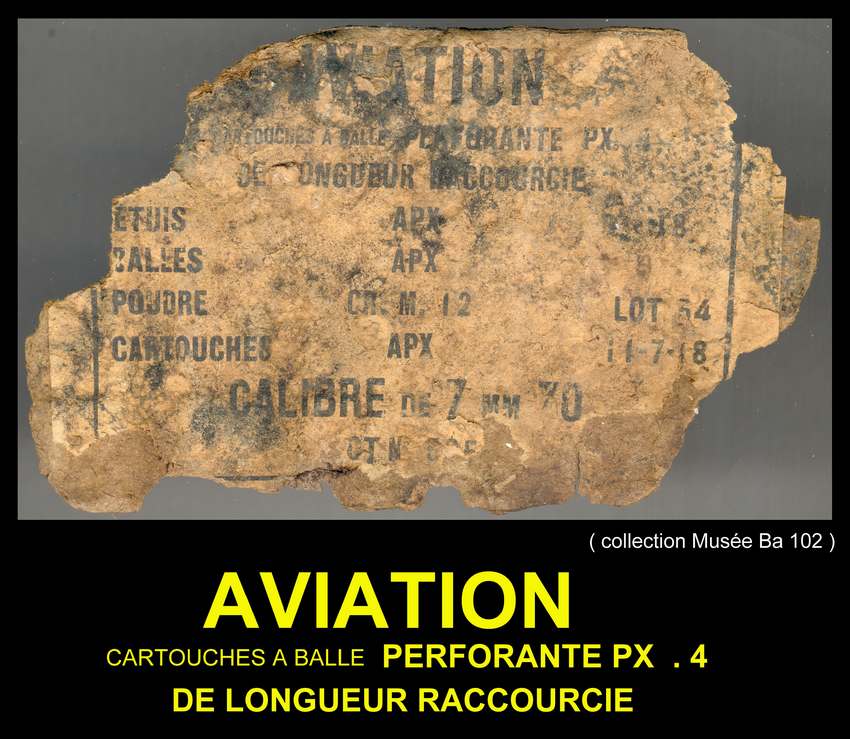 AVIATION
CARTOUCHES A BALLE PERFORANTE PX. 4
DE LONGUEUR RACCOURCIE
ETUIS APX
BALLES APX
POUDRE M. 12 LOT 54
CARTOUCHES APX 11-7-18
CALIBRE DE 7 MM 70
( collection Musée Ba 102 )
AVIATION
CARTOUCHES A BALLE PERFORANTE PX . 4
DE LONGUEUR RACCOURCIE